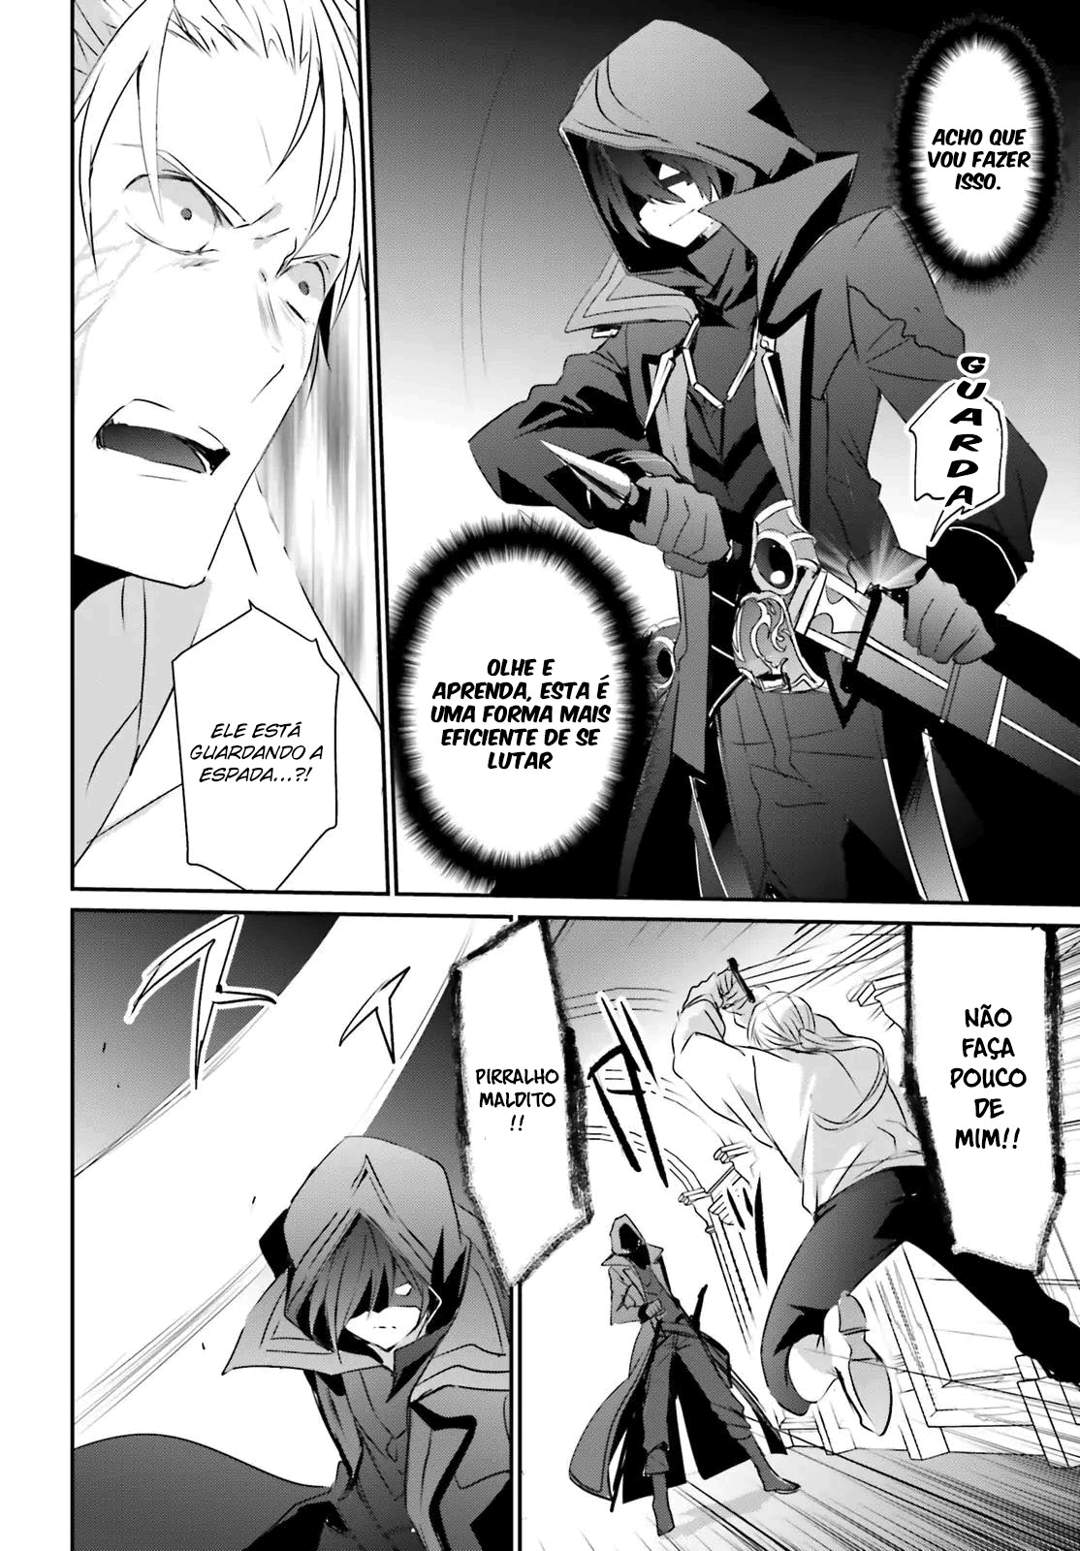 ACHO QUE
VOU FAZER
ISSO.
GUARDA
OLHE E
APRENDA, ESTA É
UMA FORMA MAIS
EFICIENTE DE SE
LUTAR
ELE ESTÁ
GUARDANDO A
ESPADA...?!
NÃO
FAÇA
POUCO
DE
MIM!!
PIRRALHO
MALDITO
!!